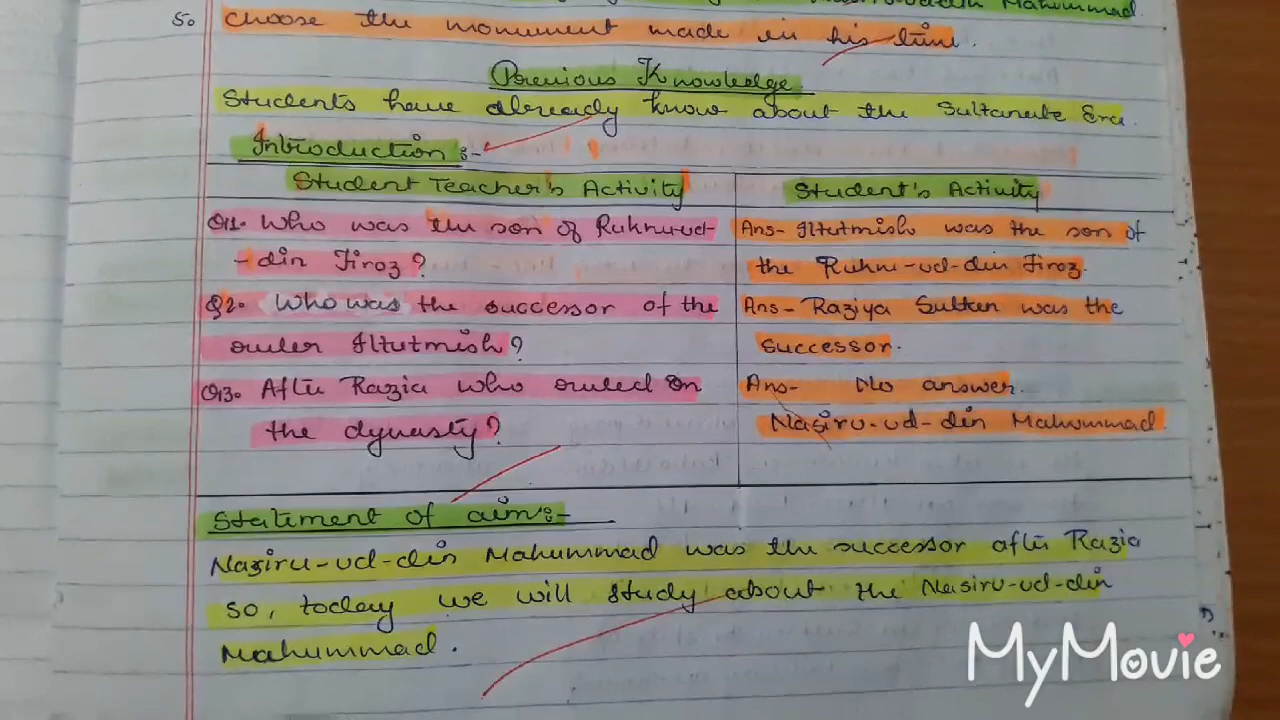 Mahummad
5. choose the monument made in his time.
Previous Knowledge
Students have already know about the Sultanate Era.
Introduction :-
Student Teacher's Activity
Student's Activity
Q1. Who was the son of Ruknu-ud
-din Firoz?
Ans- Iltutmish was the son of
the Ruknu-ud-din Firoz.
Q2. Who was the successor of the
ruler Iltutmish?
Ans- Raziya Sultan was the
successor.
Q3. After Razia who ruled on
the dynasty?
Ans- No answer.
Nasiru-ud-din Mahummad
Statement of aim:-
Nasiru-ud-din Mahummad was the successor after Razia
so, today we will study about the Nasiru-ud-din
Mahummad.
MyMovie